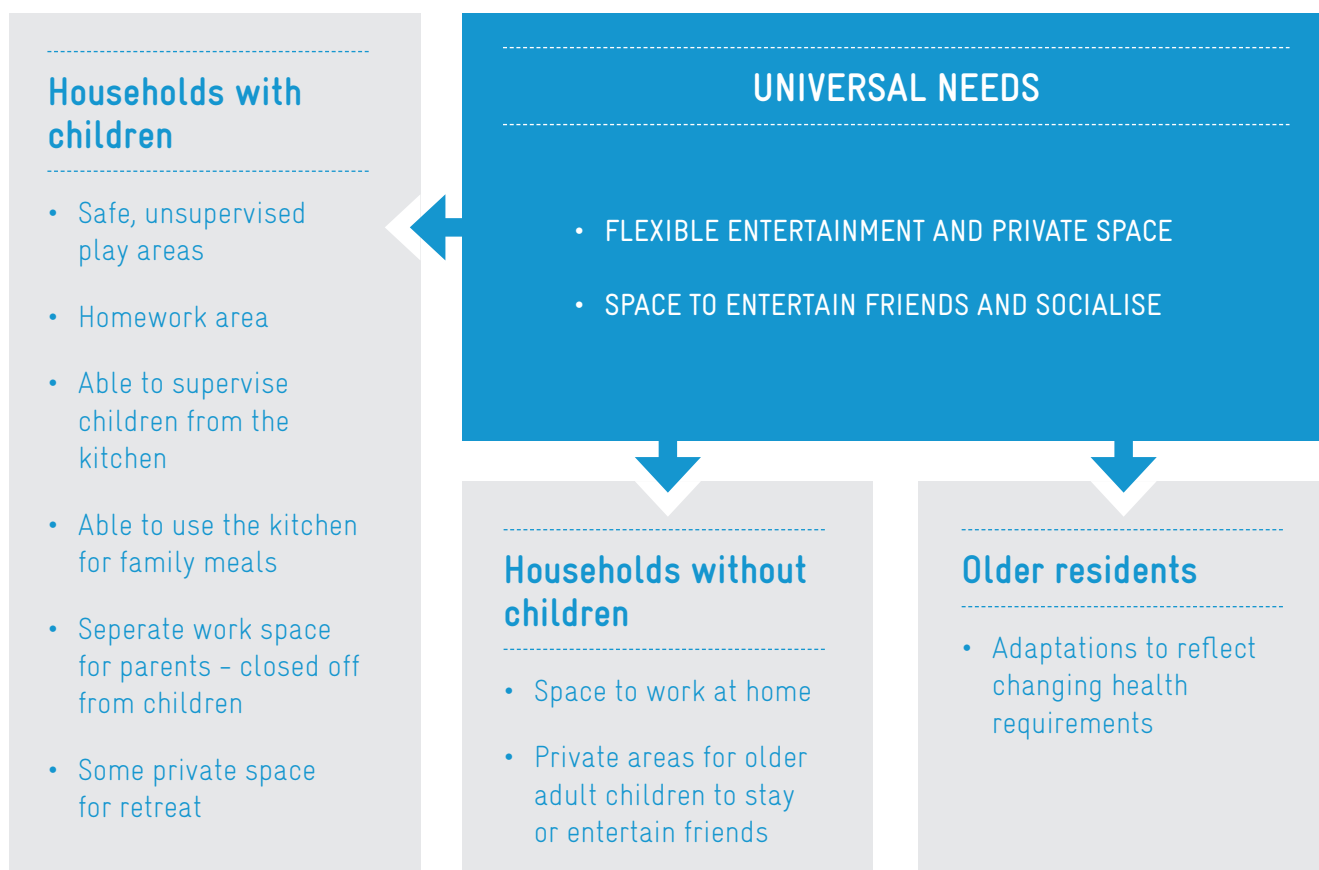 Households with
children
• Safe, unsupervised
play areas
• Homework area
• Able to supervise
children from the
kitchen
• Able to use the kitchen
for family meals
• Seperate work space
for parents – closed off
from children
• Some private space
for retreat
UNIVERSAL NEEDS
• FLEXIBLE ENTERTAINMENT AND PRIVATE SPACE
• SPACE TO ENTERTAIN FRIENDS AND SOCIALISE
Households without
children
• Space to work at home
• Private areas for older
adult children to stay
or entertain friends
Older residents
• Adaptations to reflect
changing health
requirements